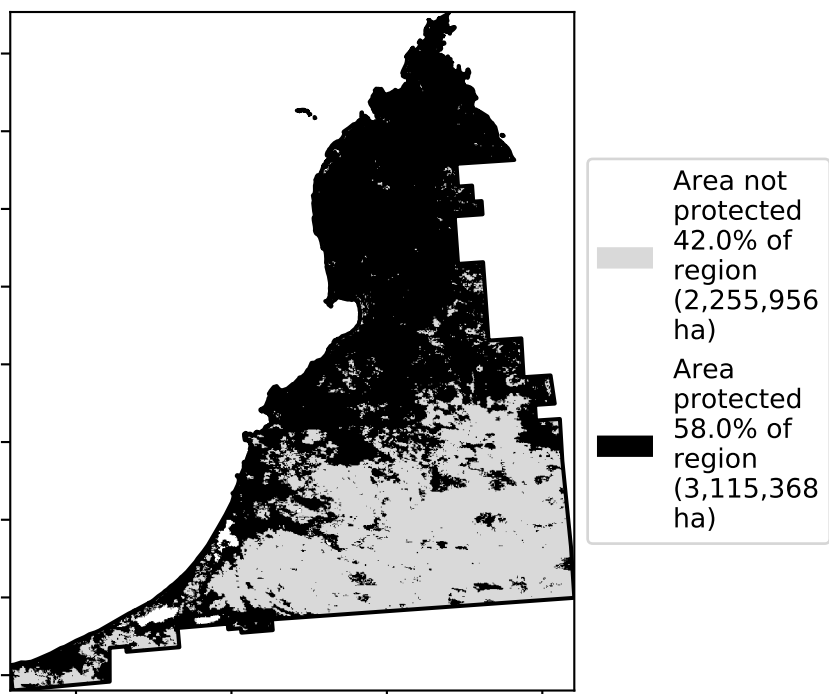 Area not
protected
42.0% of
region
(2,255,956
ha)
Area
protected
58.0% of
region
(3,115,368
ha)